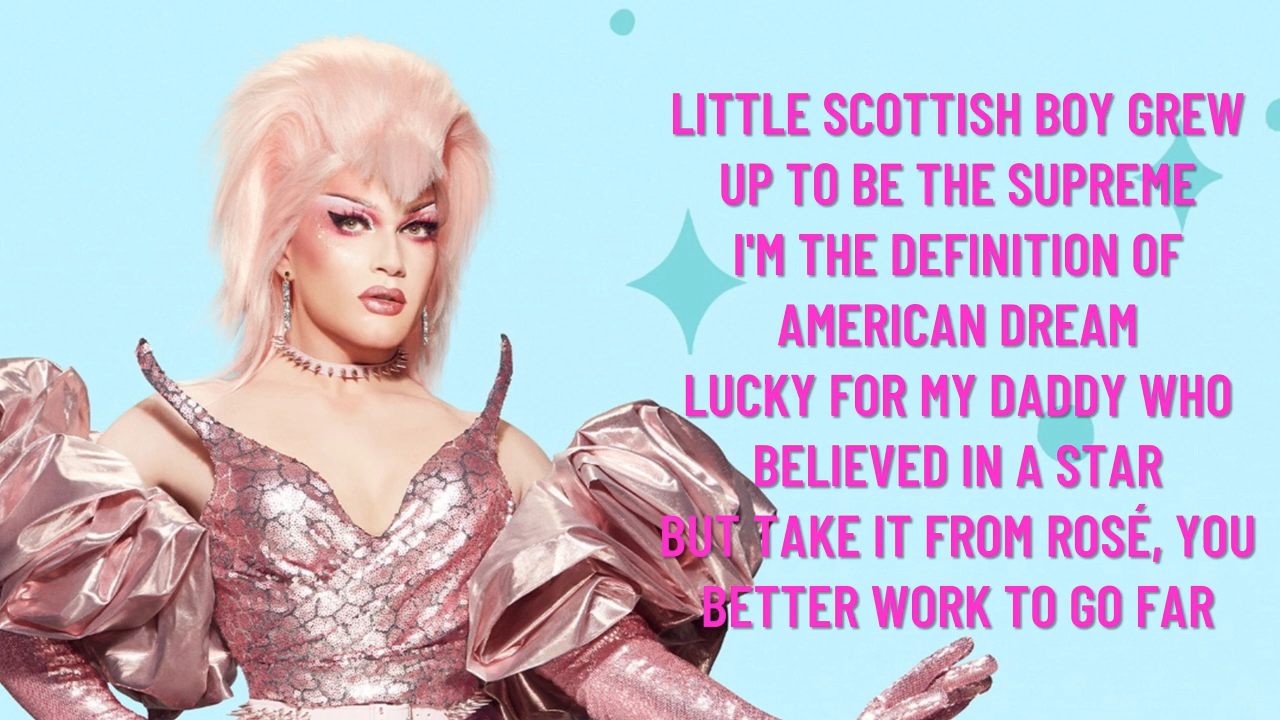 LITTLE SCOTTISH BOY GREW
UP TO BE THE SUPREME
I'M THE DEFINITION OF
AMERICAN DREAM
LUCKY FOR MY DADDY WHO
BELIEVED IN A STAR
BUT TAKE IT FROM ROSÉ, YOU
BETTER WORK TO GO FAR